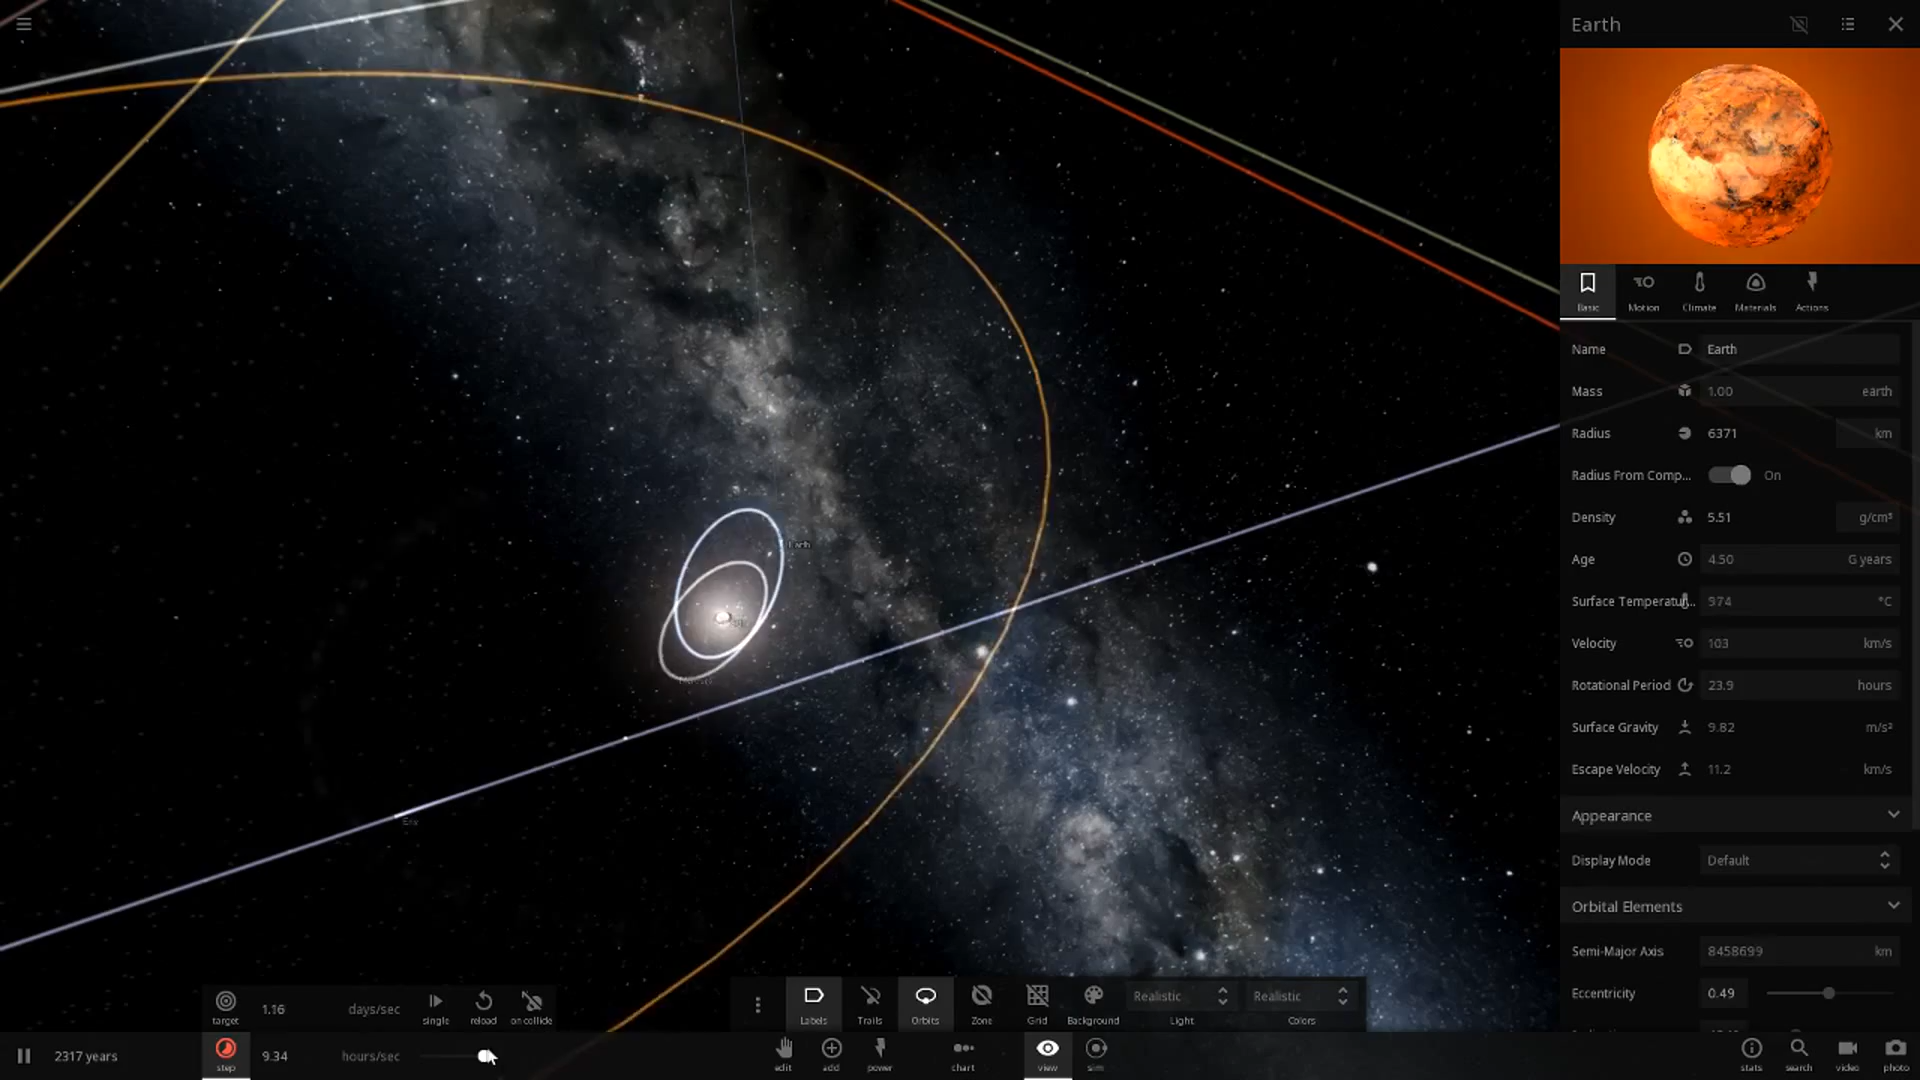 Earth
Basic
Motion
Climate
Materials
Actions
Name Earth
Mass 1.00 earth
Radius 6371 km
Radius From Comp... On
Density 5.51 g/cm³
Age 4.50 G years
Surface Temperatur... 974 °C
Velocity 103 km/s
Rotational Period 23.9 hours
Surface Gravity 9.82 m/s²
Escape Velocity 11.2 km/s
Appearance
Display Mode Default
Orbital Elements
Semi-Major Axis 8458699 km
Eccentricity 0.49
Earth
target
1.16 days/sec
single
reload
on collide
Labels
Trails
Orbits
Zone
Grid
Background
Realistic
Light
Realistic
Colors
2317 years
step
9.34 hours/sec
edit
add
power
chart
view
sim
stats
search
video
photo